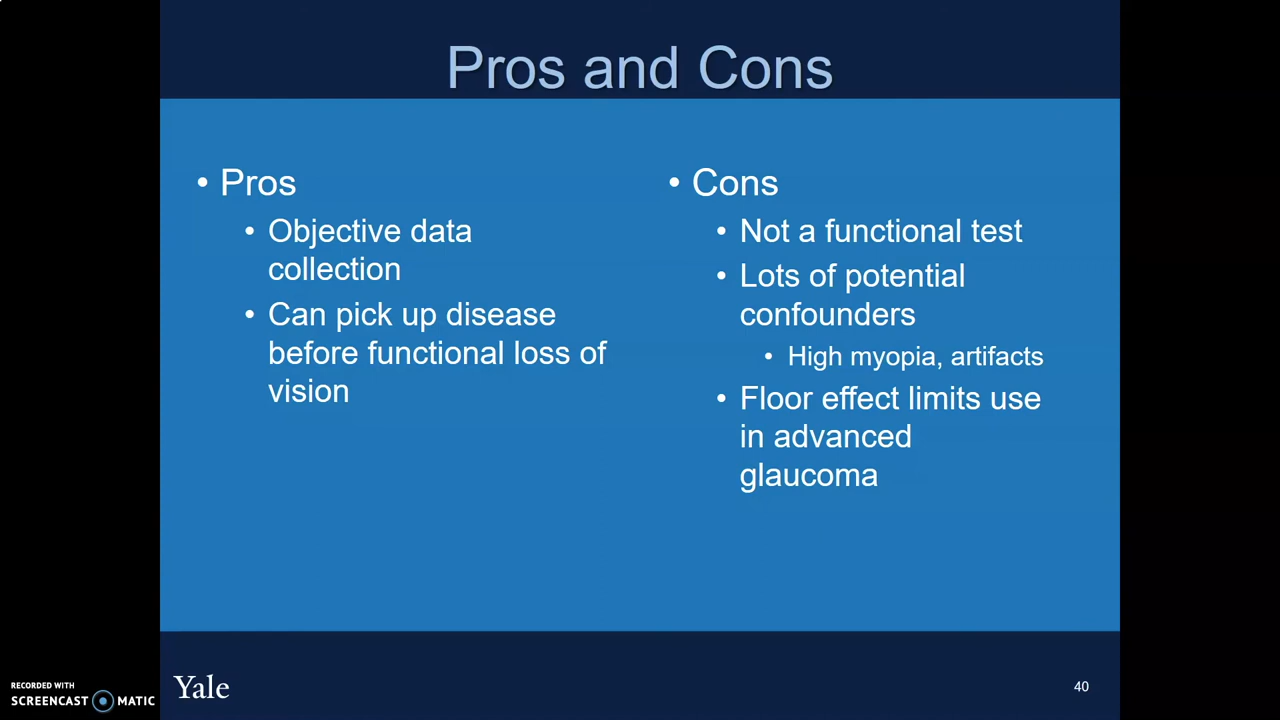 Pros and Cons
• Pros
• Objective data
collection
• Can pick up disease
before functional loss of
vision
• Cons
• Not a functional test
• Lots of potential
confounders
• High myopia, artifacts
• Floor effect limits use
in advanced
glaucoma
RECORDED WITH
SCREENCAST MATIC
Yale
40